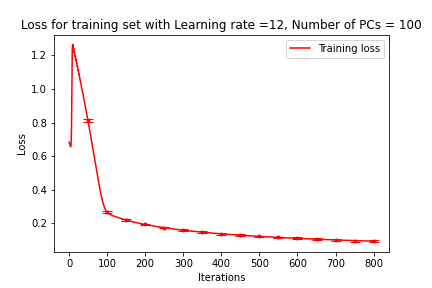 Loss for training set with Learning rate =12, Number of PCs = 100
Training loss
Loss
1.2
1.0
0.8
0.6
0.4
0.2
0 100 200 300 400 500 600 700 800
Iterations